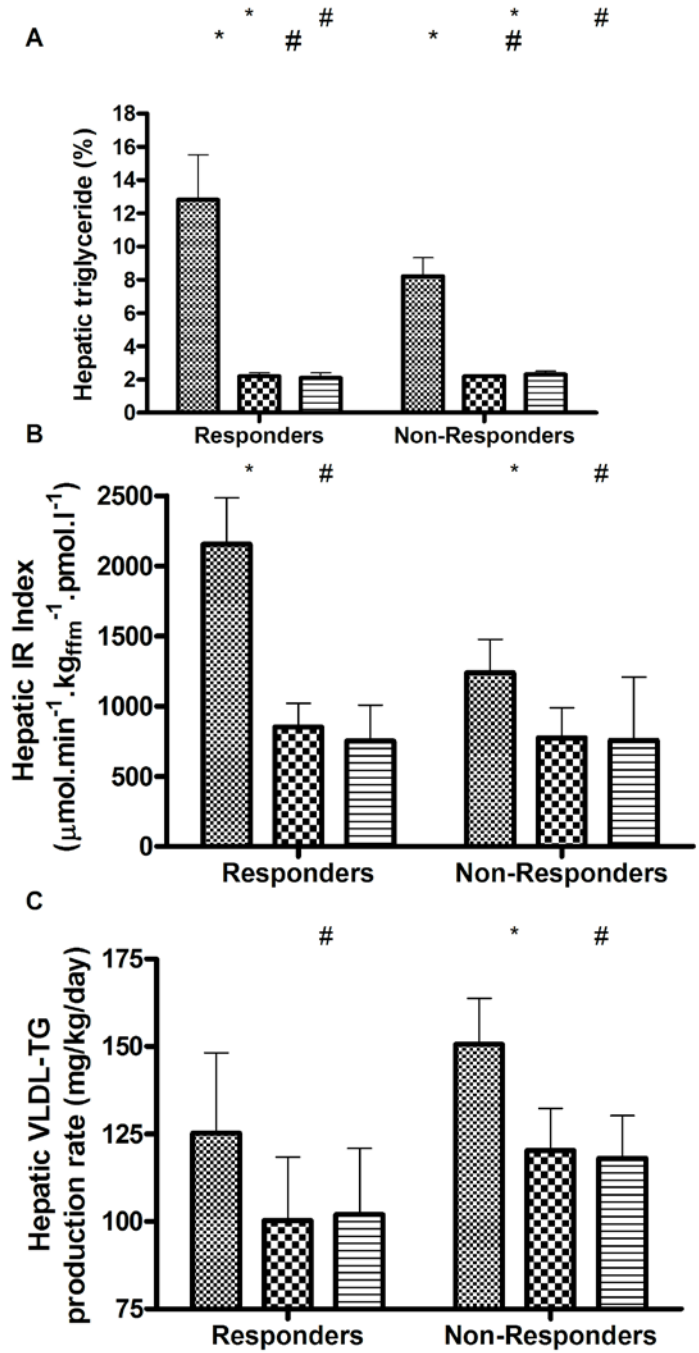 * # * #
A * # * #
Hepatic triglyceride (%)
18
16
14
12
10
8
6
4
2
0
Responders Non-Responders
B
* # * #
Hepatic IR Index
(μmol.min⁻¹.kg_ffm⁻¹.pmol.l⁻¹)
2500
2000
1500
1000
500
0
Responders Non-Responders
C
# * #
Hepatic VLDL-TG
production rate (mg/kg/day)
175
150
125
100
75
Responders Non-Responders